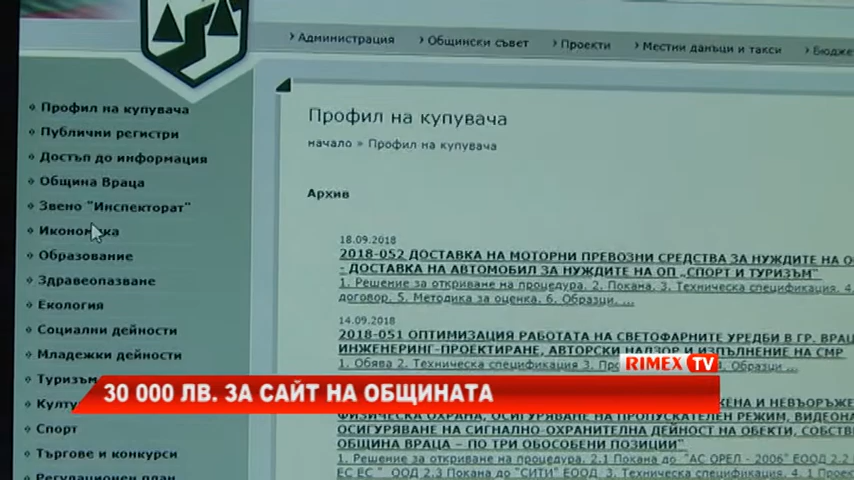 Администрация
Общински съвет
Проекти
Местни данъци и такси
Профил на купувача
Публични регистри
Достъп до информация
Община Враца
Звено "Инспекторат"
Образование
Здравеопазване
Екология
Социални дейности
Младежки дейности
Туризъм
Спорт
Търгове и конкурси
Регулационен план
Профил на купувача
начало » Профил на купувача
Архив
18.09.2018
2018-052 ДОСТАВКА НА МОТОРНИ ПРЕВОЗНИ СРЕДСТВА ЗА НУЖДИТЕ НА
- ДОСТАВКА НА АВТОМОБИЛ ЗА НУЖДИТЕ НА ОП „СПОРТ И ТУРИЗЪМ"
1. Решение за откриване на процедура. 2. Покана. 3. Техническа спецификация. 4.
договор. 5. Методика за оценка. 6. Образци. ...
14.09.2018
2018-051 ОПТИМИЗАЦИЯ РАБОТАТА НА СВЕТОФАРНИТЕ УРЕДБИ В ГР.
ИНЖЕНЕРИНГ-ПРОЕКТИРАНЕ, АВТОРСКИ НАДЗОР И ИЗПЪЛНЕНИЕ НА СМР
1. Обява 2. Техническа спецификация 3. 4. Образци ...
RIMEX TV
30 000 ЛВ. ЗА САЙТ НА ОБЩИНАТА
ФИЗИЧЕСКА ОХРАНА, ОСИГУРЯВАНЕ НА ПРОПУСКАТЕЛЕН РЕЖИМ,
ОСИГУРЯВАНЕ НА СИГНАЛНО-ОХРАНИТЕЛНА ДЕЙНОСТ НА ОБЕКТИ,
ОБЩИНА ВРАЦА – ПО ТРИ ОБОСОБЕНИ ПОЗИЦИИ"
1. Решение за откриване на процедура. 2.1 Покана до "АС ОРЕЛ - 2006" ЕООД 2.2
ЕС ЕС " ООД 2.3 Покана до "СИТИ" ЕООД. 3. Техническа спецификация. 4.1